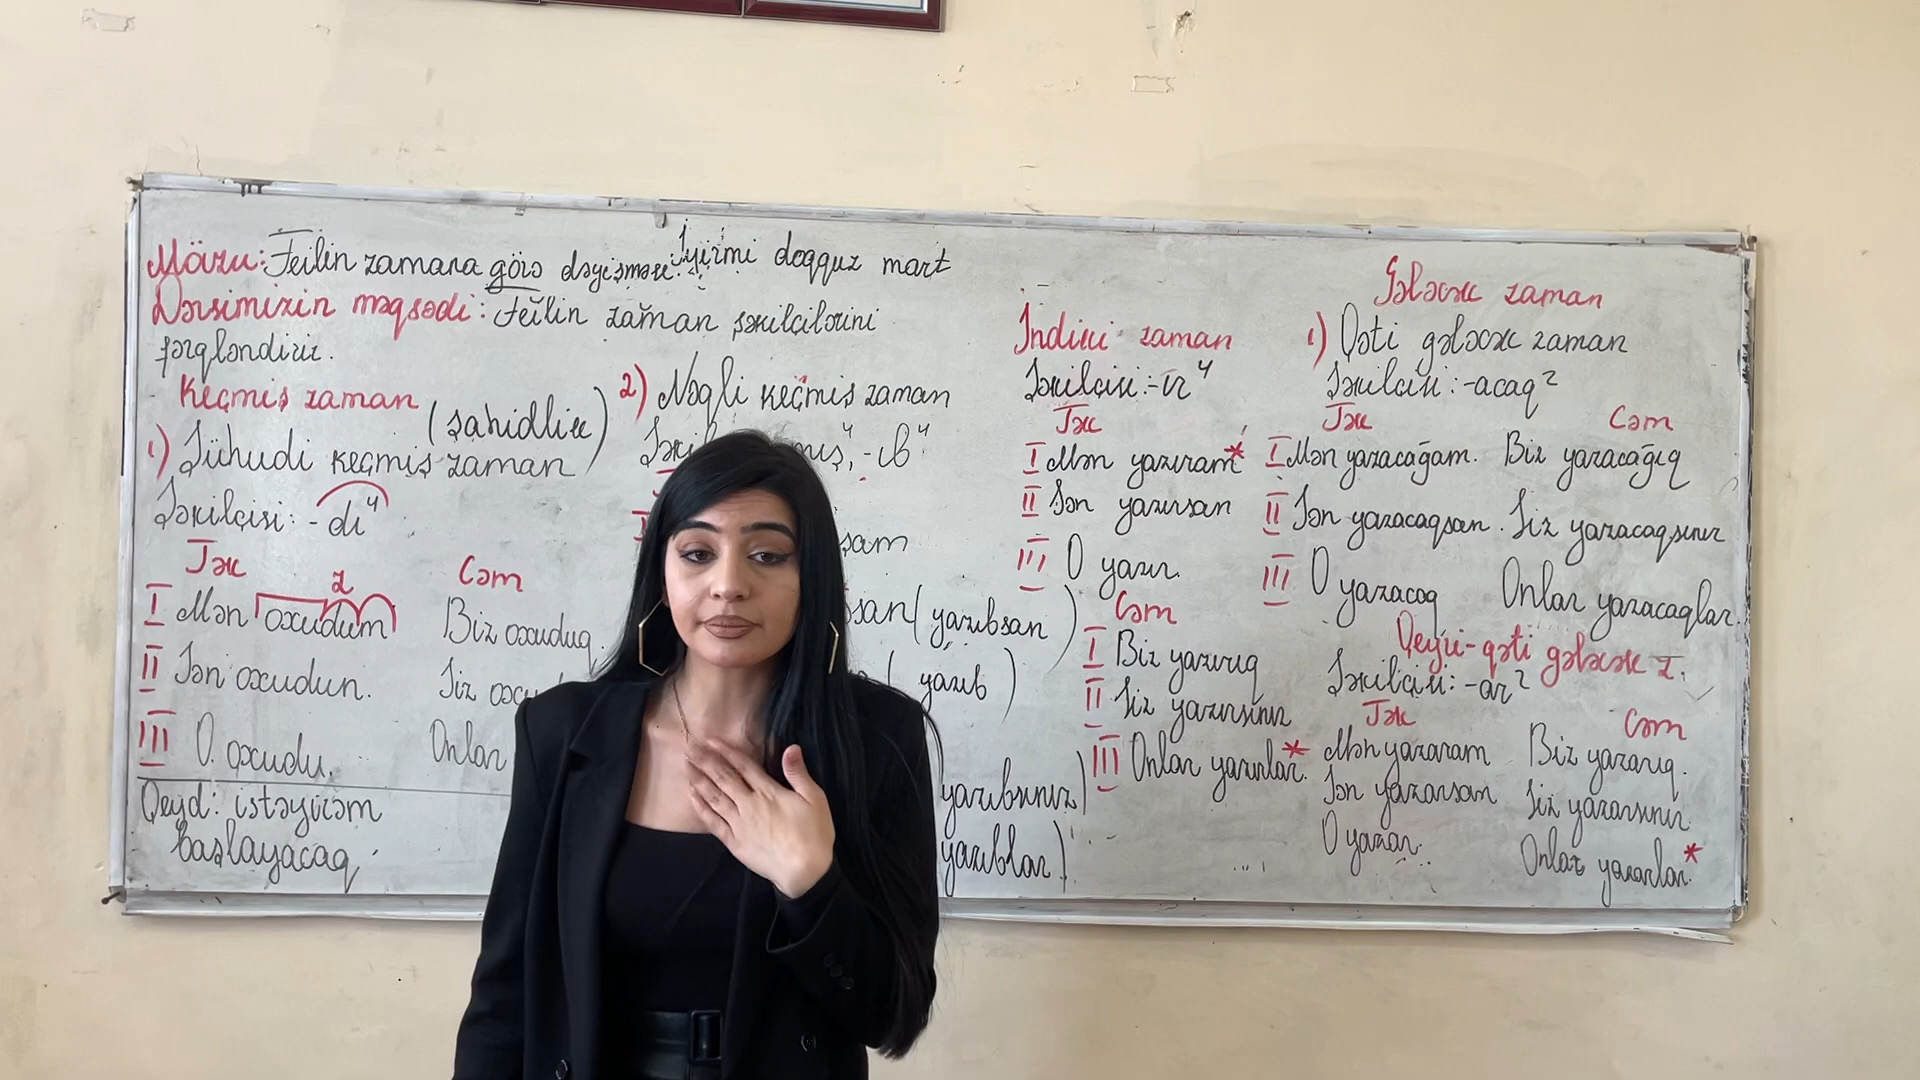 Mövzu: Feilin zamana görə dəyişməsi.
İyirmi doqquz mart
Dərsimizin məqsədi: Feilin zaman şəkilçilərini
fərqləndirir.
Keçmiş zaman
(şahidlik)
1) Şühudi keçmiş zaman
Şəkilçisi: -dı⁴
Tək
Cəm
2
I Mən oxudum
Biz oxuduq.
II Sən oxudun.
Siz
III O oxudu.
Onlar
Qeyd: istəyirəm
başlayacaq
2) Nəqli keçmiş zaman
-ıb⁴
(yazıbsan)
(yazıb)
yazıbsınız)
yazıblar)
İndiki zaman
Şəkilçisi: -ır⁴
Tək
I Mən yazıram*
II Sən yazırsan
III O yazır.
Cəm
I Biz yazırıq
II Siz yazırsınız
III Onlar yazırlar.*
Gələcək zaman
1) Qəti gələcək zaman
Şəkilçisi: -acaq²
Tək
Cəm
I Mən yazacağam. Biz yazacağıq
II Sən yazacaqsan. Siz yazacaqsınız
III O yazacaq Onlar yazacaqlar.
Qeyri-qəti gələcək z.
Şəkilçisi: -ar²
Tək
Cəm
Mən yazaram Biz yazarıq.
Sən yazarsan Siz yazarsınız.
O yazar. Onlar yazarlar.*